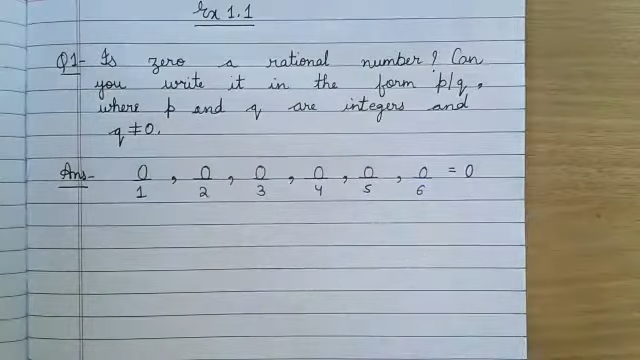 Ex 1.1
Q1- Is zero a rational number? Can
you write it in the form p/q,
where p and q are integers and
q ≠ 0.
Ans- 0/1, 0/2, 0/3, 0/4, 0/5, 0/6 = 0